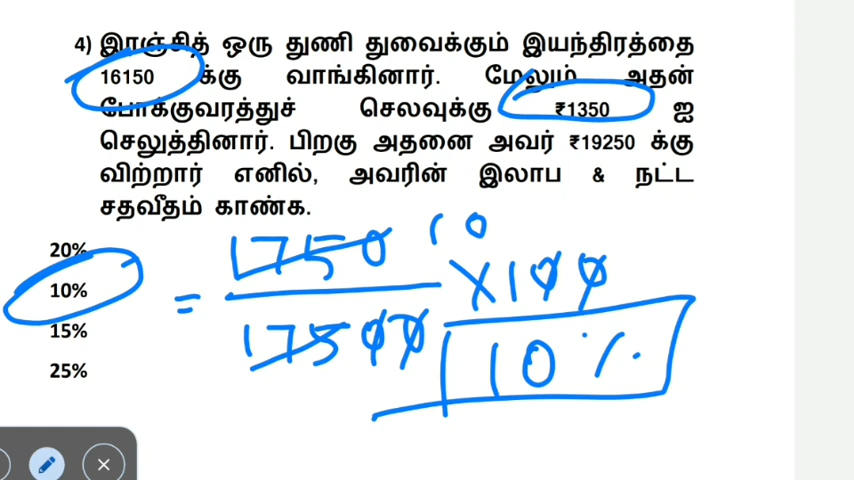 4) இரஞ்சித் ஒரு துணி துவைக்கும் இயந்திரத்தை
16150 க்கு வாங்கினார். மேலும் அதன்
போக்குவரத்துச் செலவுக்கு ₹1350 ஐ
செலுத்தினார். பிறகு அதனை அவர் ₹19250 க்கு
விற்றார் எனில், அவரின் இலாப & நட்ட
சதவீதம் காண்க.
20%
10%
15%
25%
10
= 1750 X 100
17500
10%